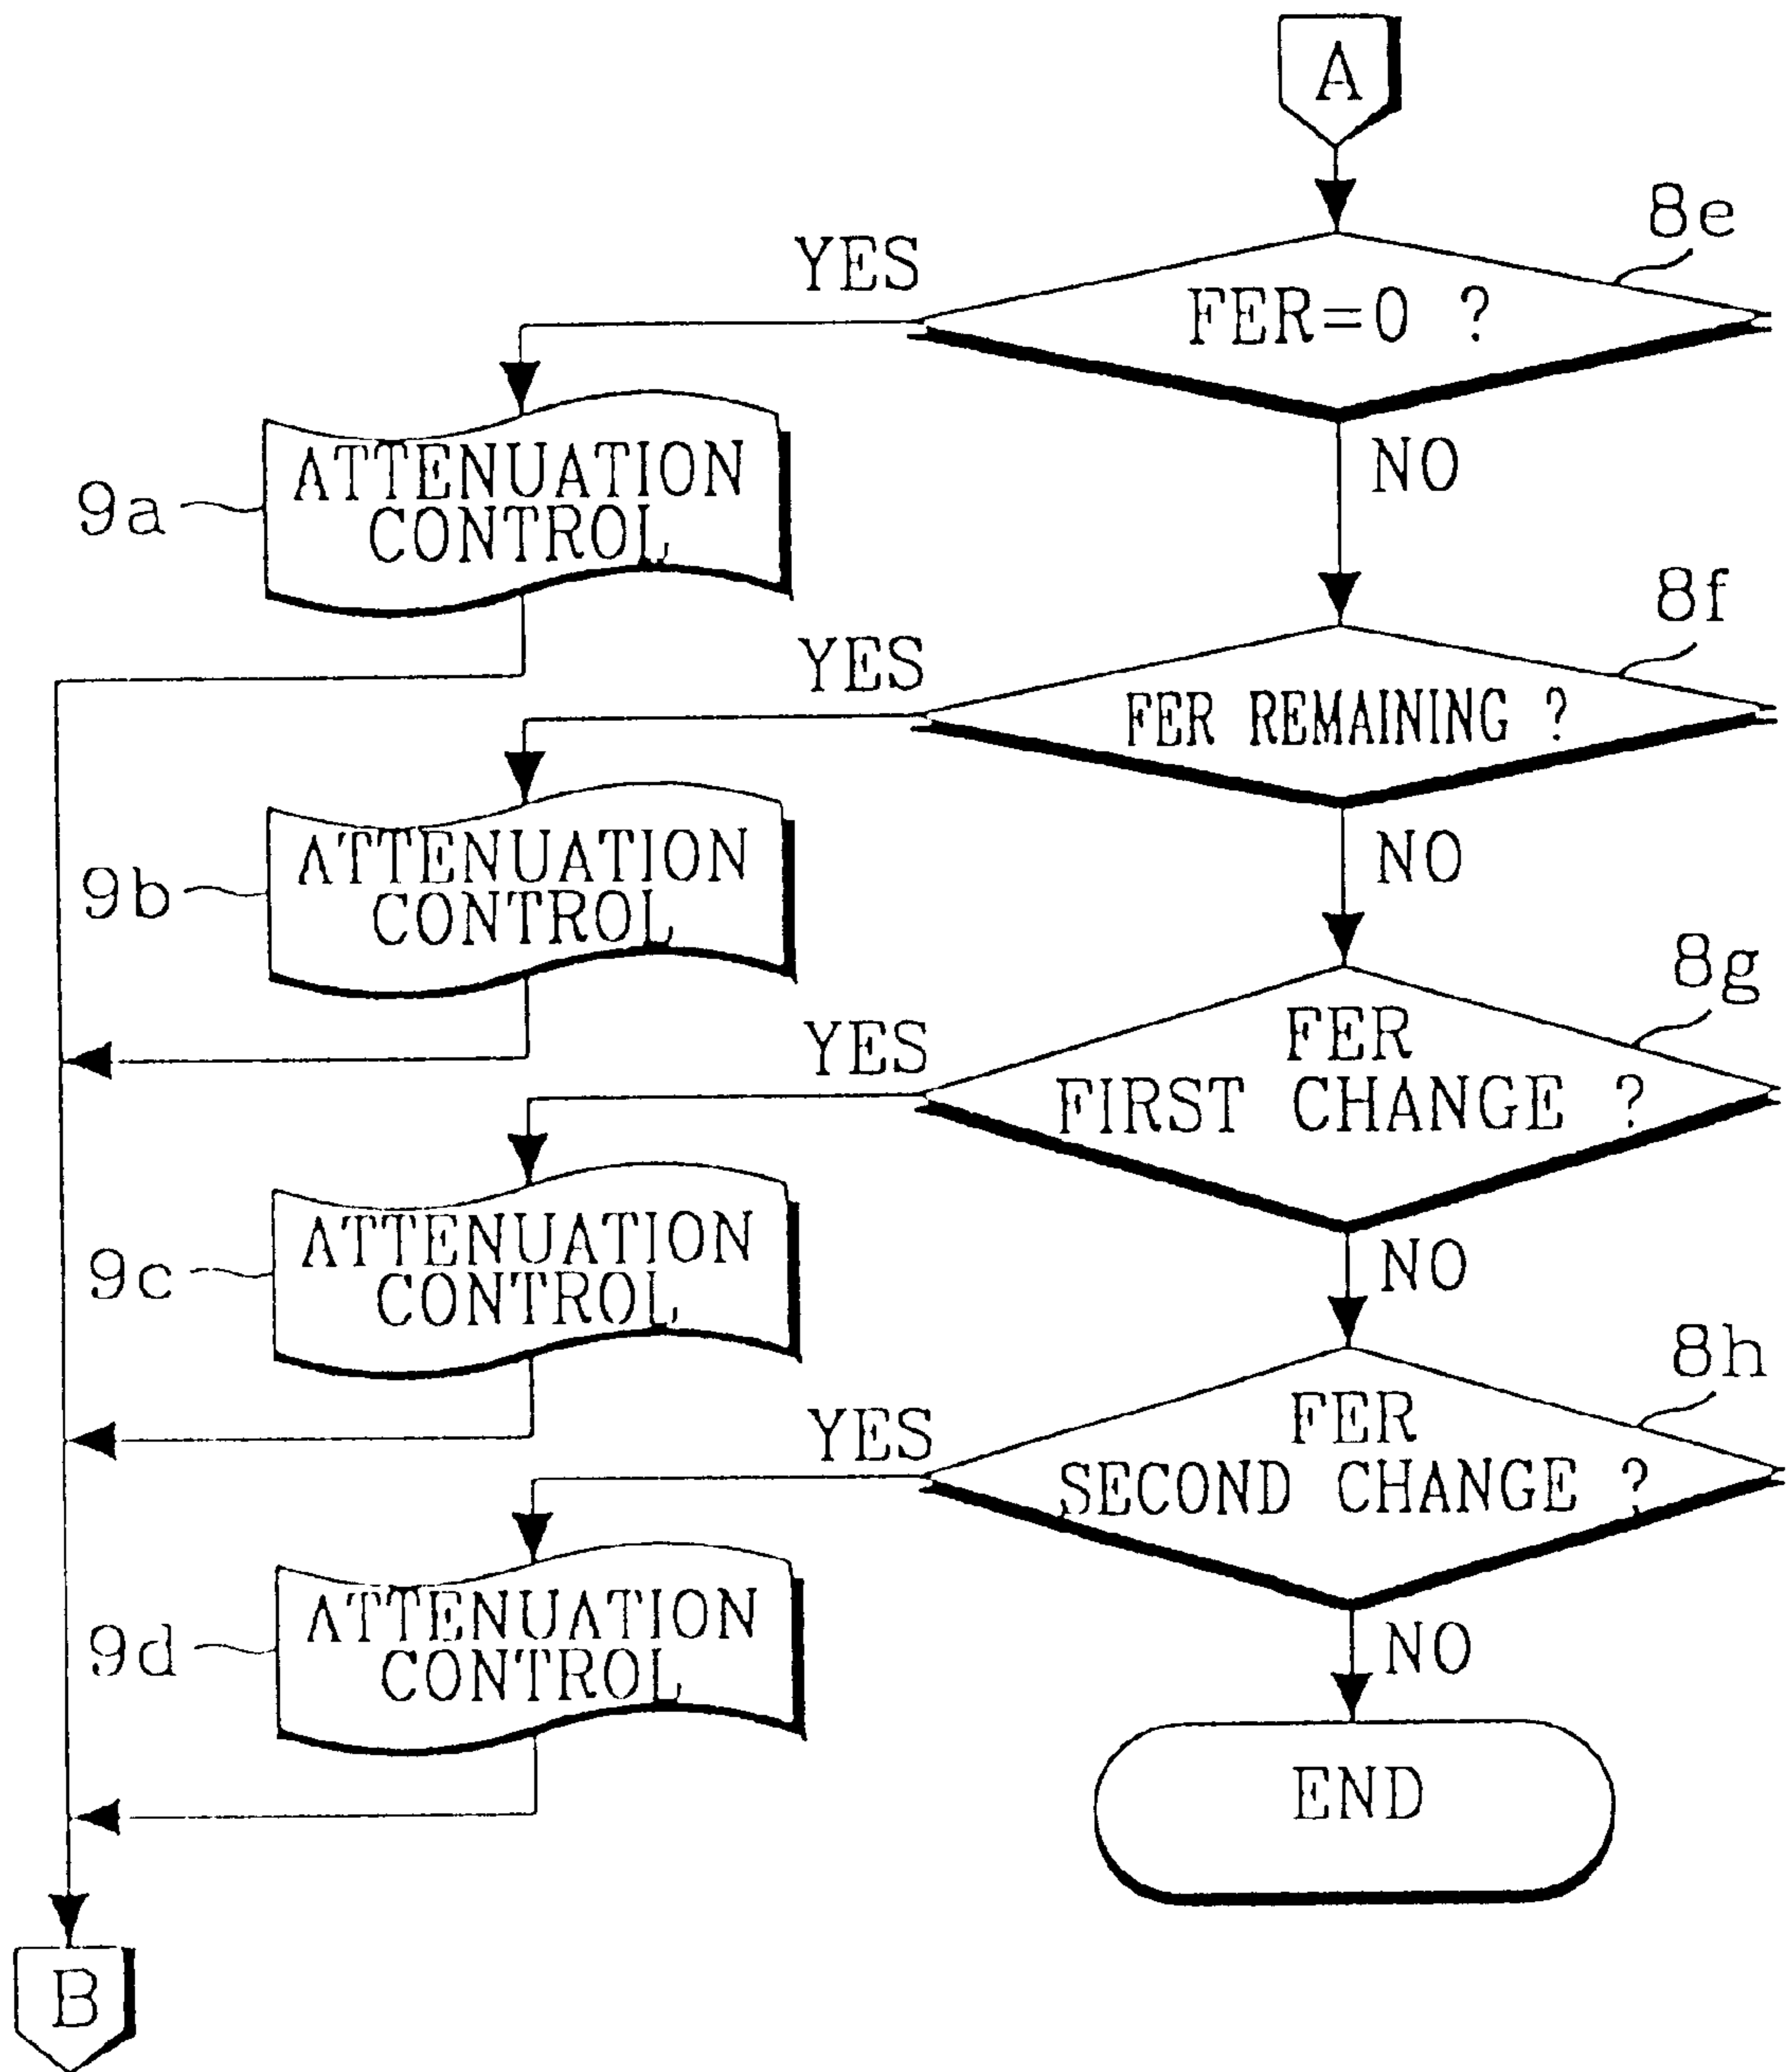 A
8e
YES
FER=0 ?
ATTENUATION
CONTROL
9a
NO
8f
YES
FER REMAINING ?
ATTENUATION
CONTROL
9b
NO
8g
YES
FER
FIRST CHANGE ?
ATTENUATION
CONTROL
9c
NO
8h
YES
FER
SECOND CHANGE ?
ATTENUATION
CONTROL
9d
NO
END
B